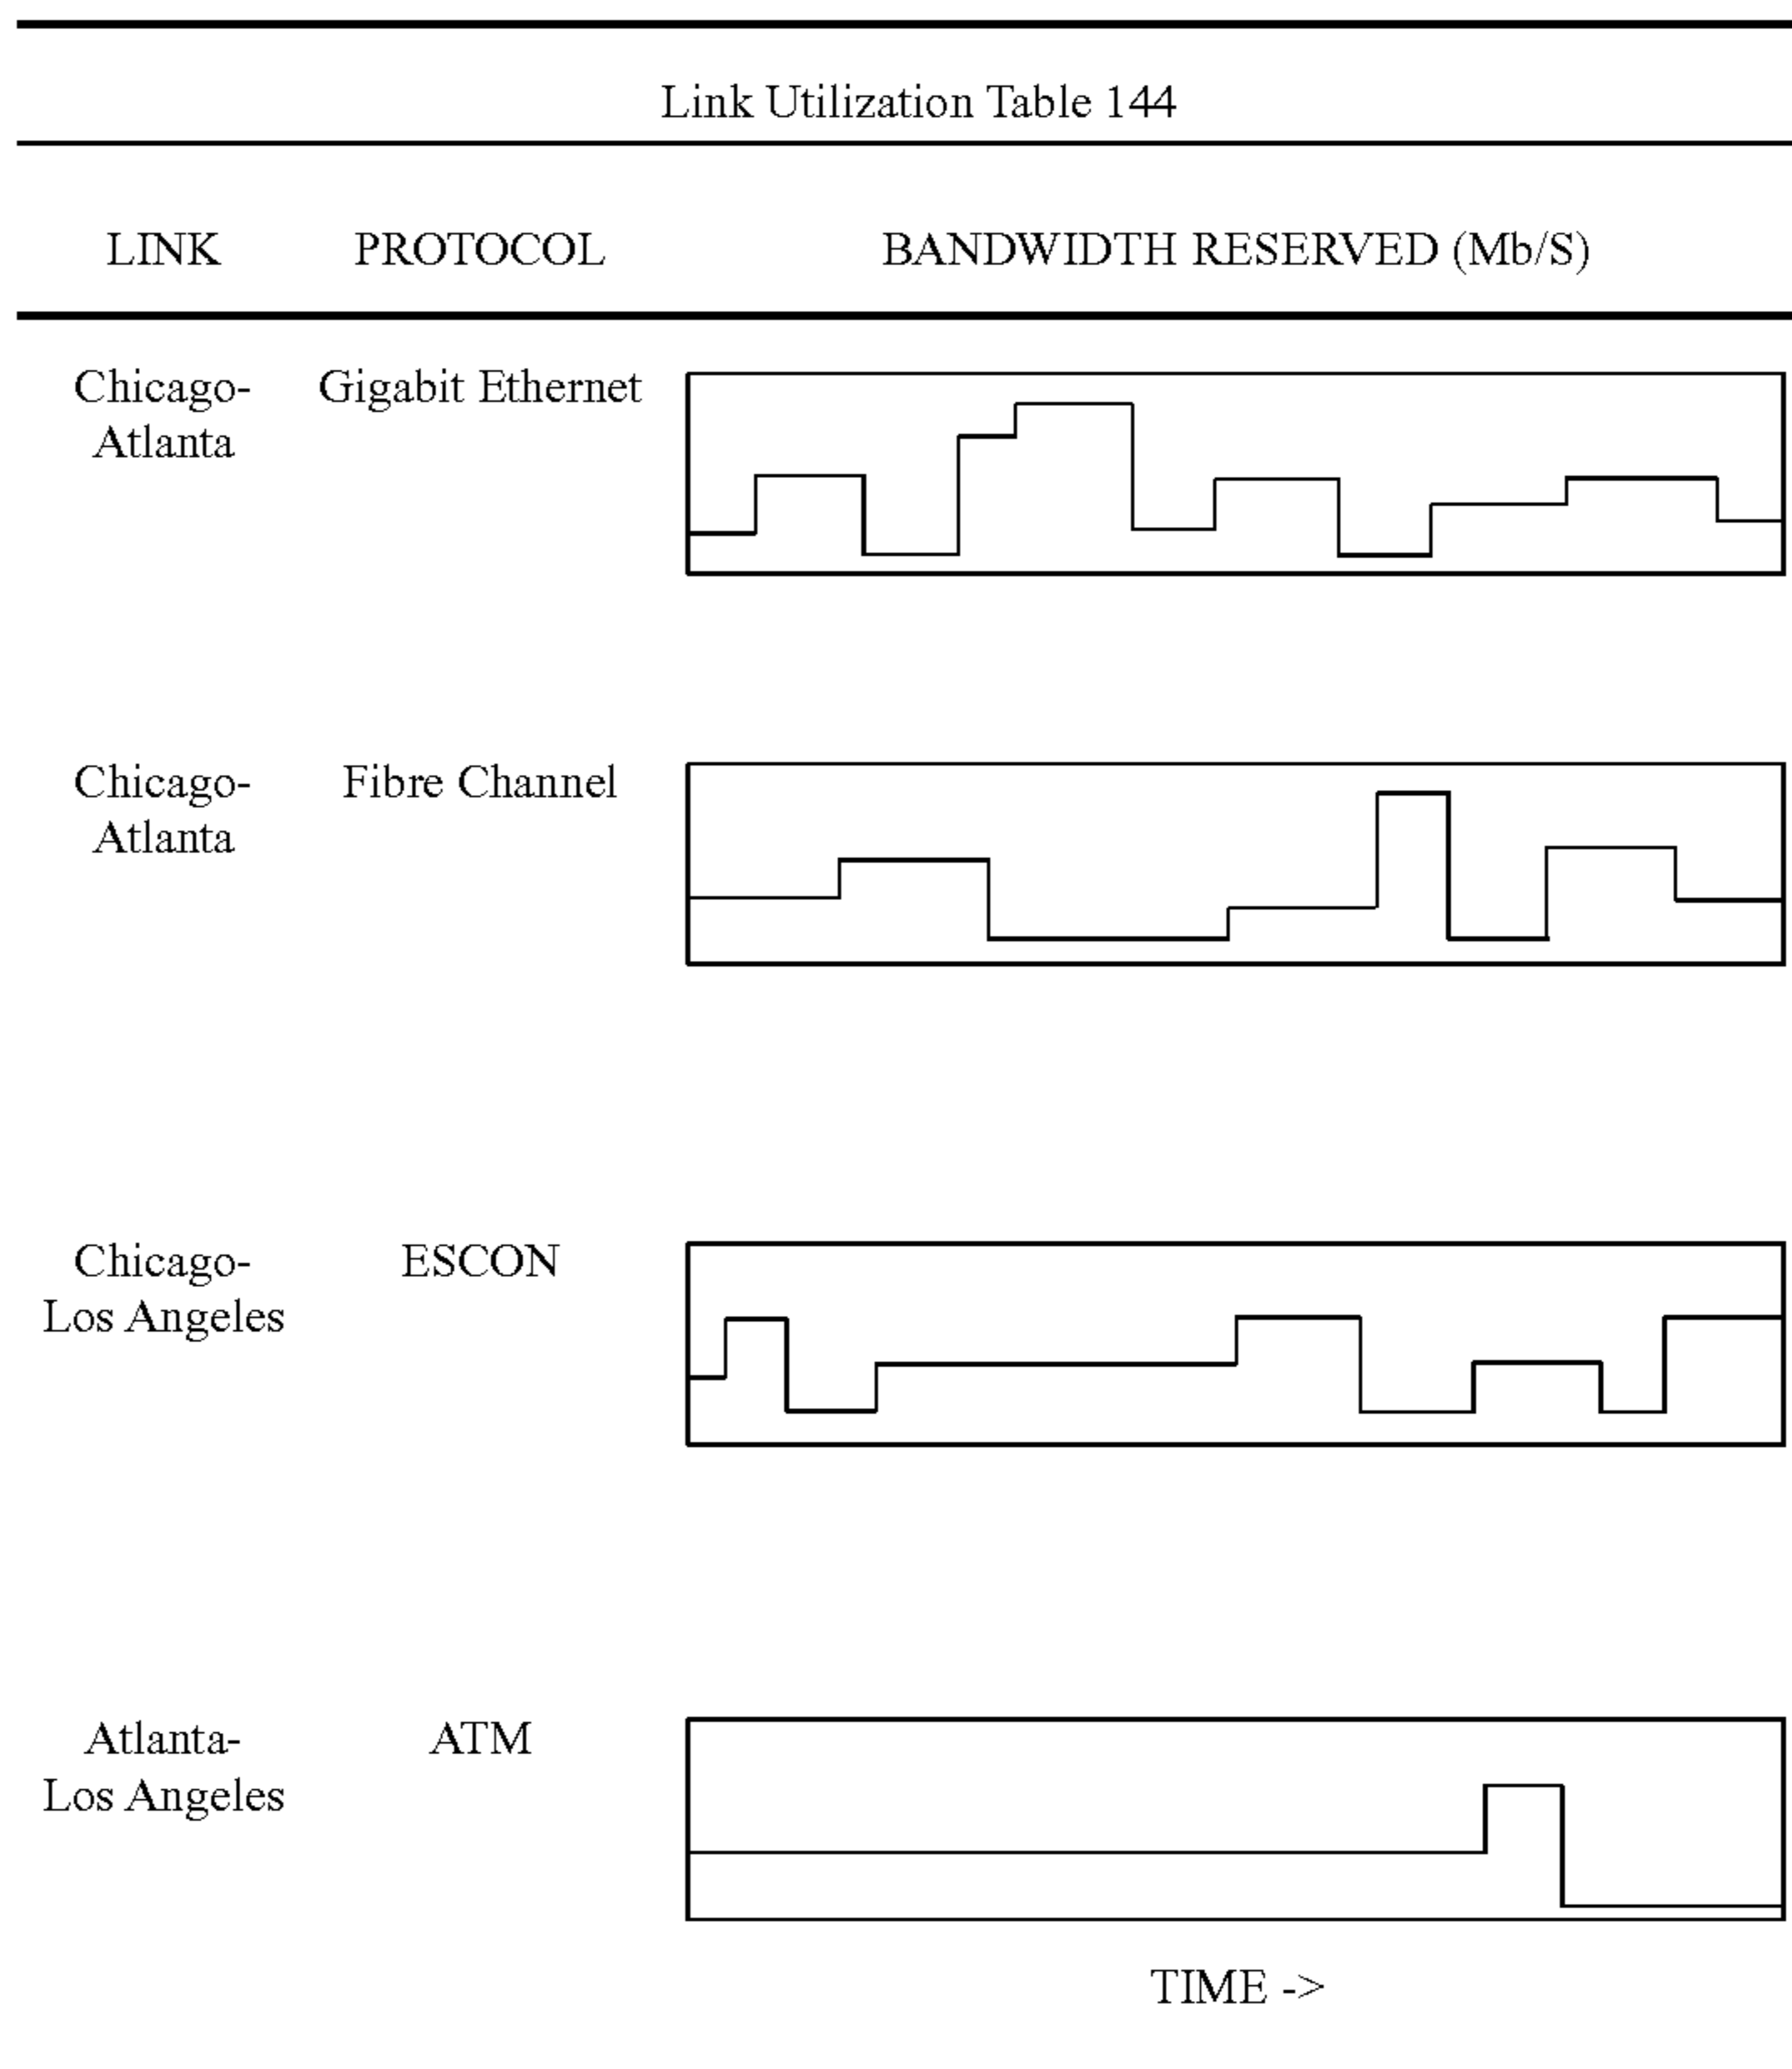 Link Utilization Table 144
LINK PROTOCOL BANDWIDTH RESERVED (Mb/S)
Chicago- Gigabit Ethernet
Atlanta
Chicago- Fibre Channel
Atlanta
Chicago- ESCON
Los Angeles
Atlanta- ATM
Los Angeles
TIME ->